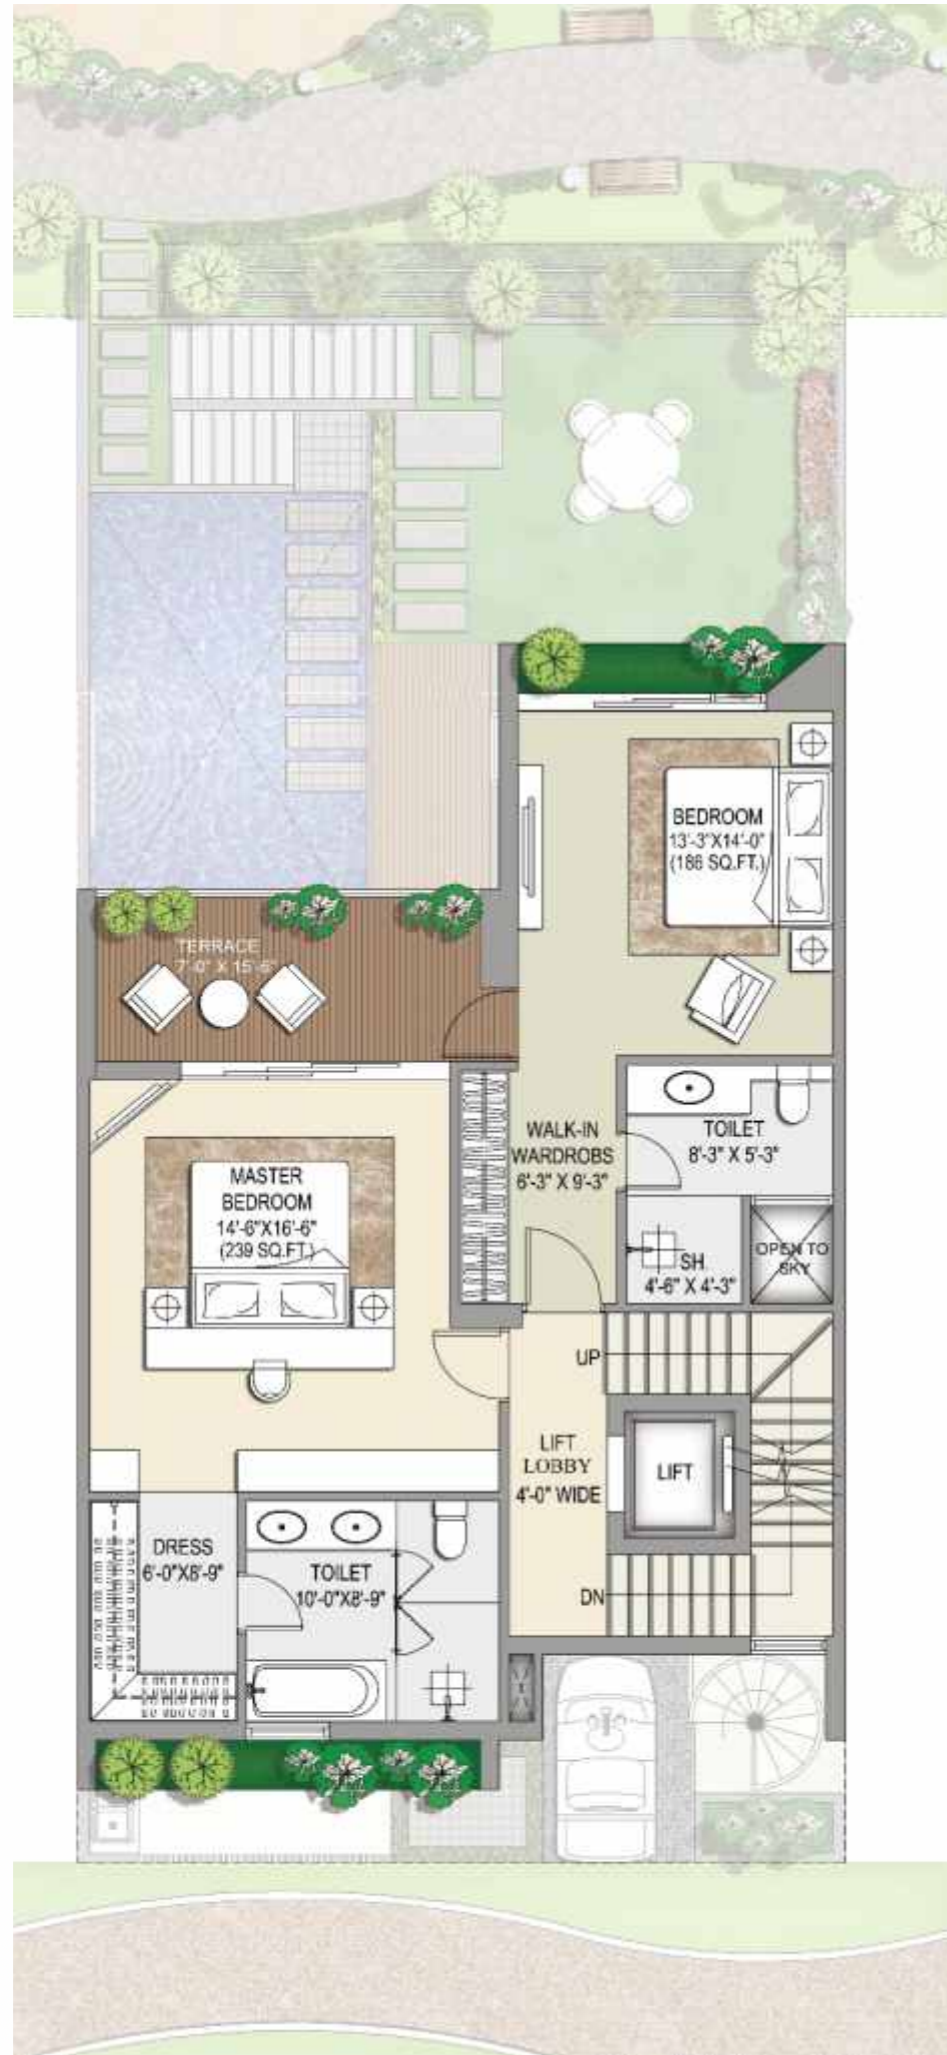 BEDROOM
13'-3"X14'-0"
(186 SQ.FT.)
TERRACE
7'-0" X 15'-6"
WALK-IN
WARDROBS
6'-3" X 9'-3"
TOILET
8'-3" X 5'-3"
MASTER
BEDROOM
14'-6"X16'-6"
(239 SQ.FT.)
OPEN TO
SKY
SH.
4'-6" X 4'-3"
UP
LIFT
LOBBY
4'-0" WIDE
LIFT
DRESS
6'-0"X8'-9"
TOILET
10'-0"X8'-9"
DN